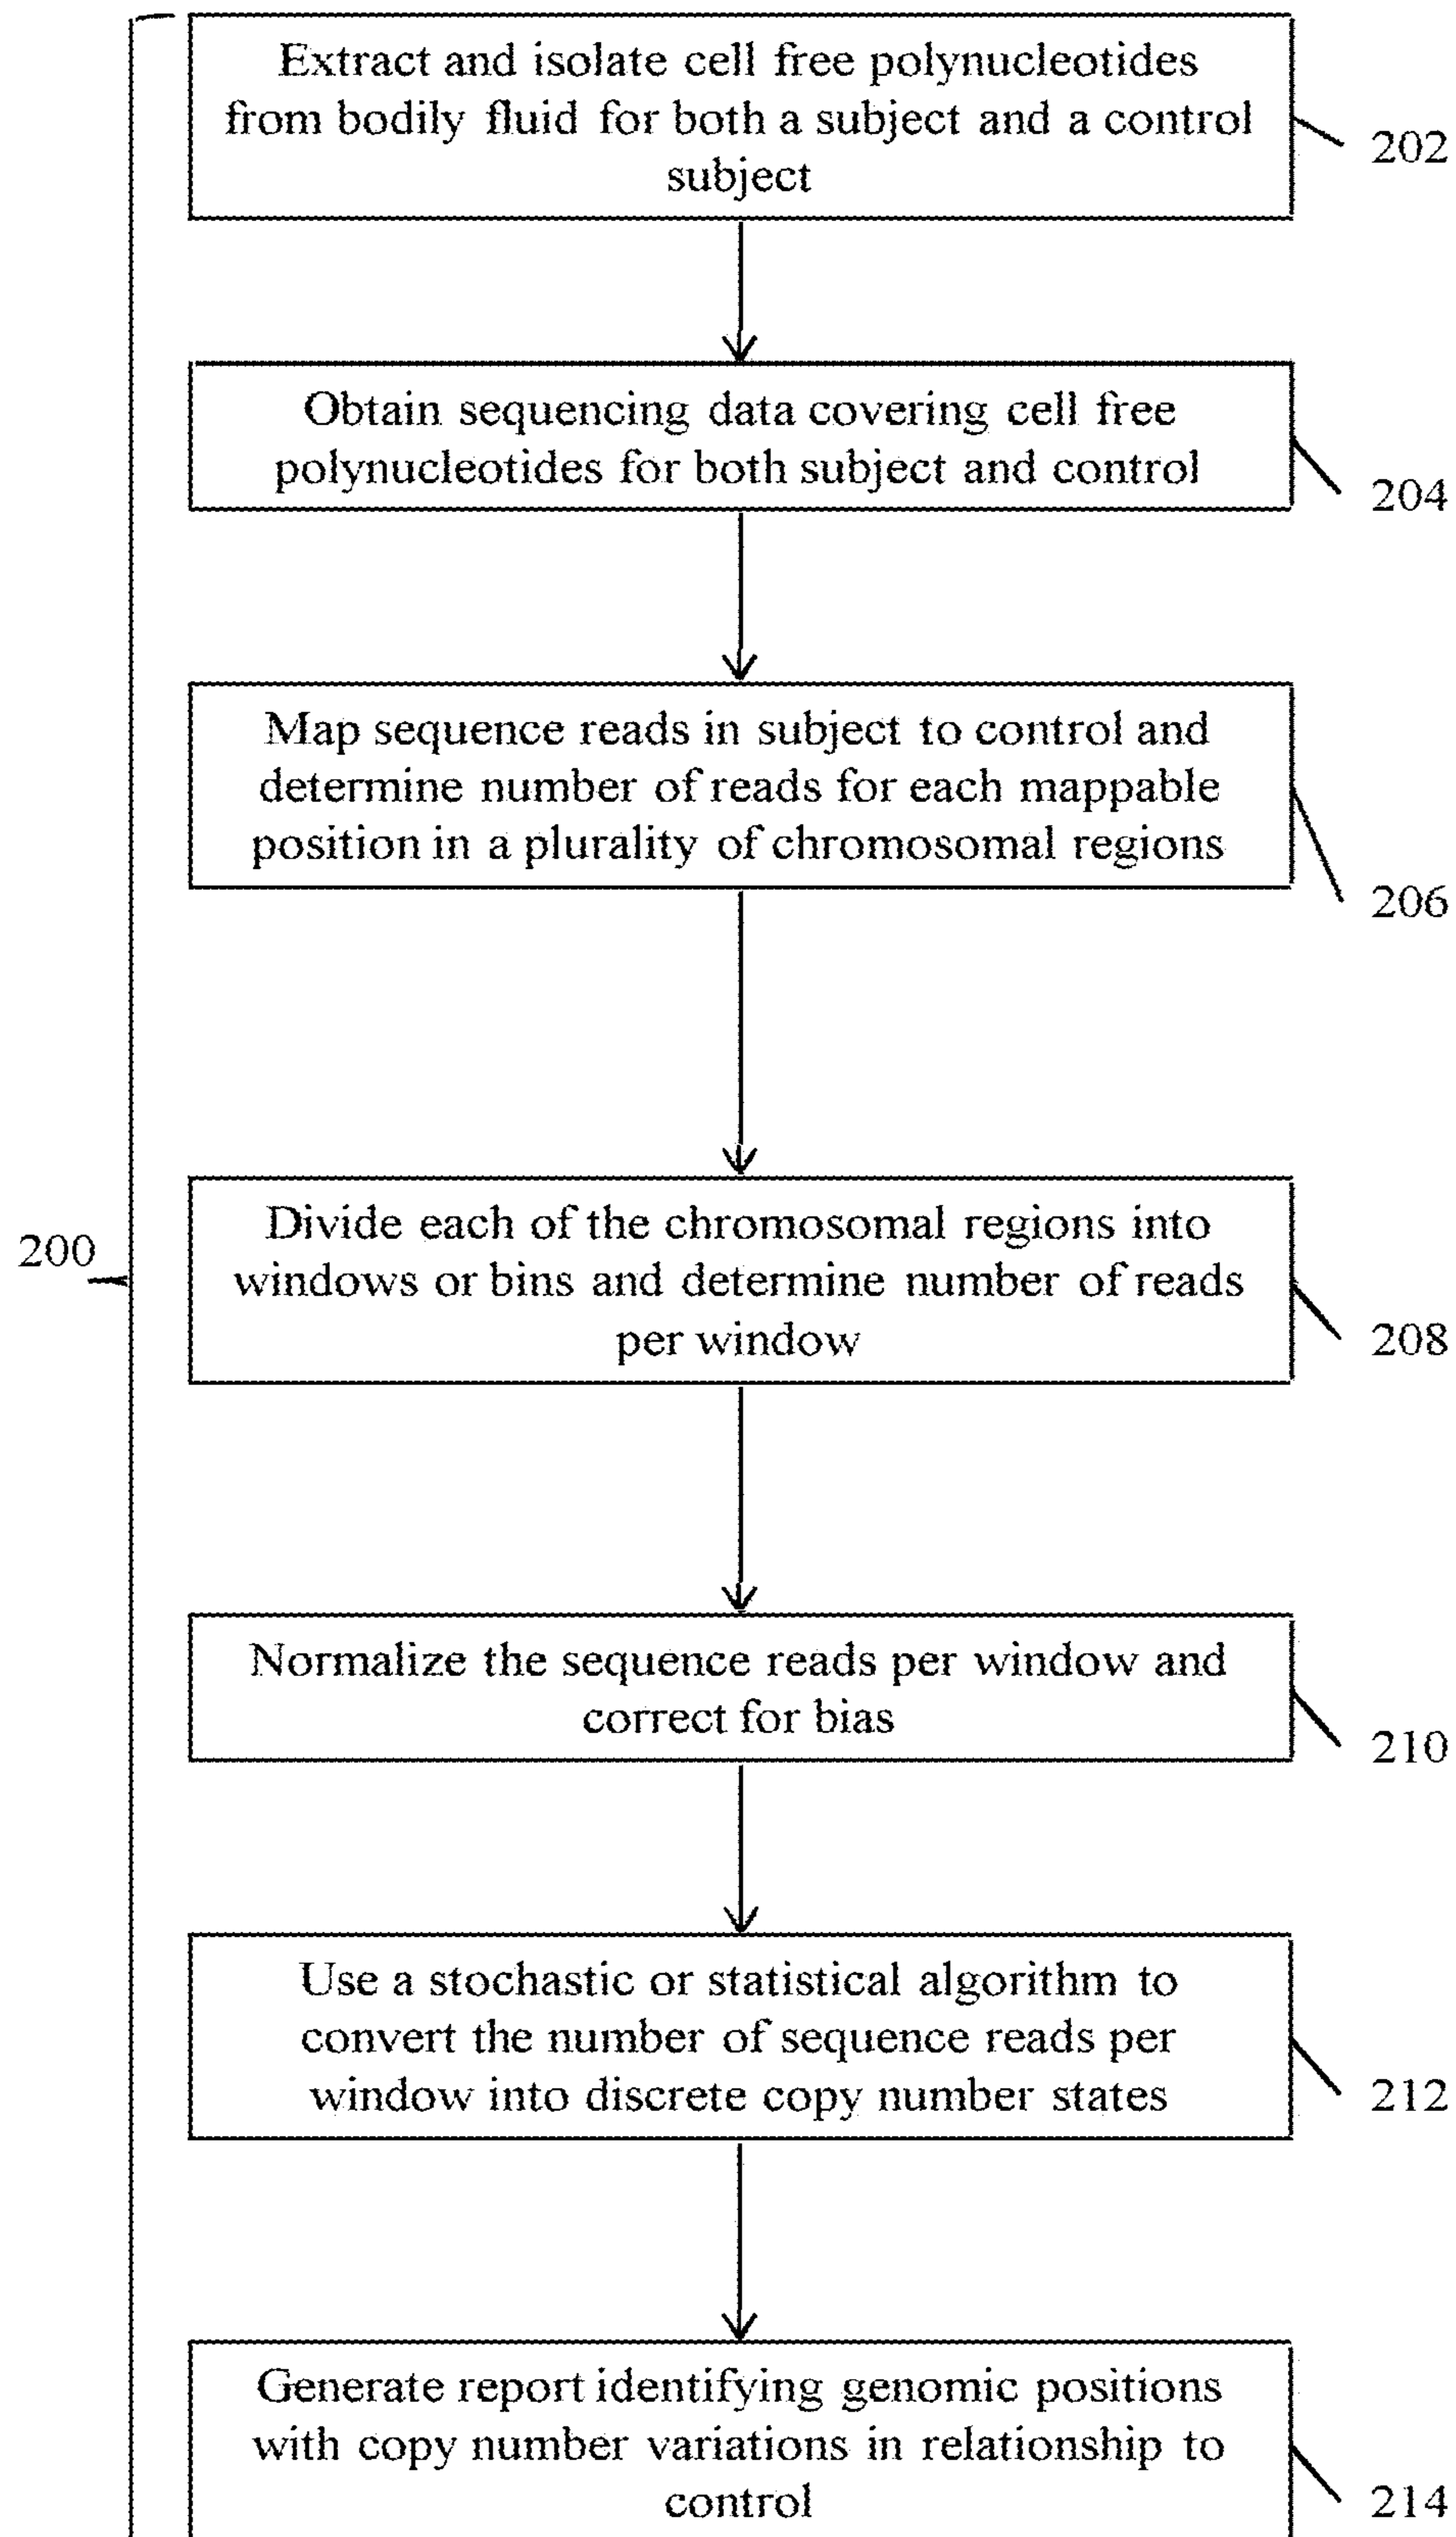 Extract and isolate cell free polynucleotides
from bodily fluid for both a subject and a control
subject
202
Obtain sequencing data covering cell free
polynucleotides for both subject and control
204
Map sequence reads in subject to control and
determine number of reads for each mappable
position in a plurality of chromosomal regions
206
200
Divide each of the chromosomal regions into
windows or bins and determine number of reads
per window
208
Normalize the sequence reads per window and
correct for bias
210
Use a stochastic or statistical algorithm to
convert the number of sequence reads per
window into discrete copy number states
212
Generate report identifying genomic positions
with copy number variations in relationship to
control
214